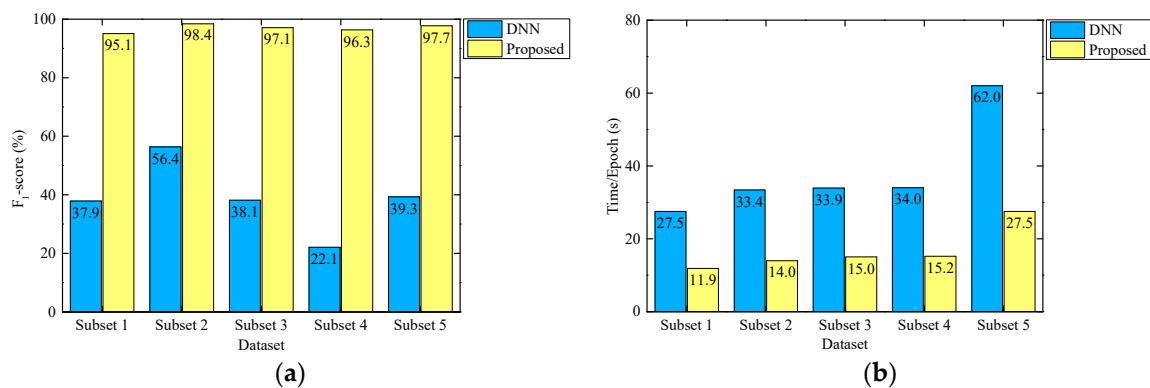 100
80
60
40
20
0
F₁-score (%)
95.1
98.4
97.1
96.3
97.7
37.9
56.4
38.1
22.1
39.3
Subset 1 Subset 2 Subset 3 Subset 4 Subset 5
Dataset
DNN
Proposed
(a)
80
60
40
20
0
Time/Epoch (s)
27.5
33.4
33.9
34.0
62.0
11.9
14.0
15.0
15.2
27.5
Subset 1 Subset 2 Subset 3 Subset 4 Subset 5
Dataset
DNN
Proposed
(b)